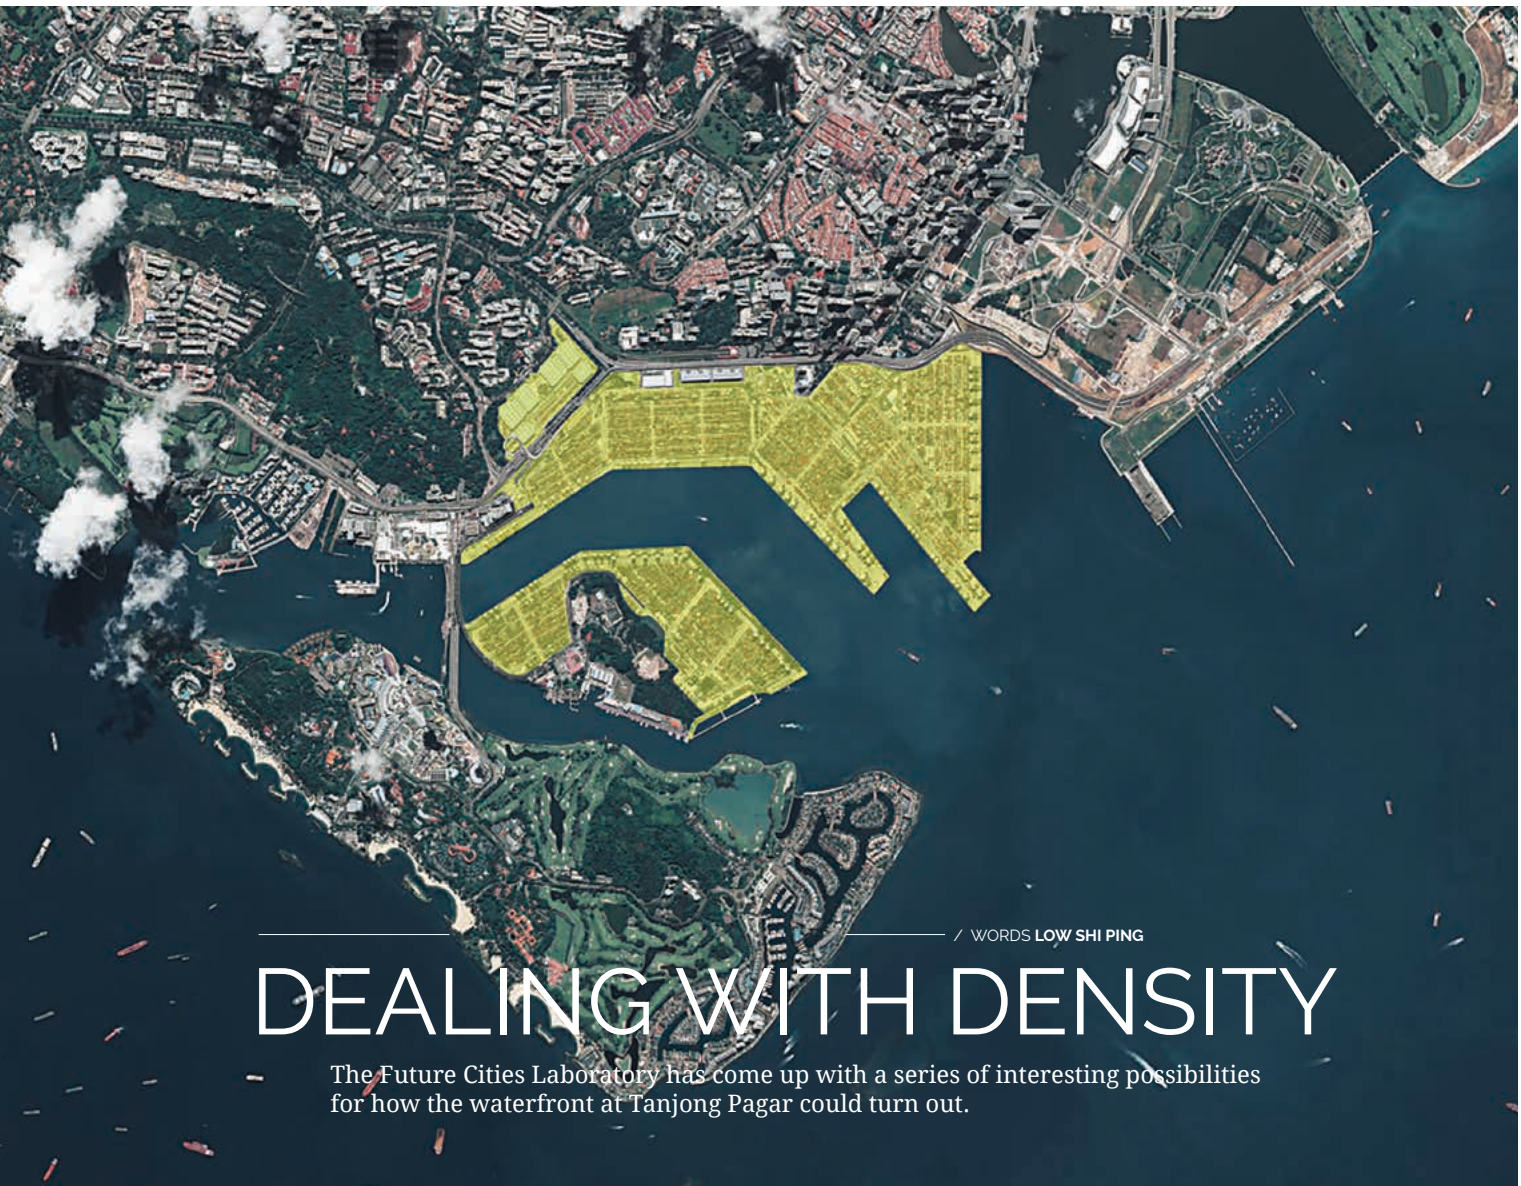 / WORDS LOW SHI PING
DEALING WITH DENSITY
The Future Cities Laboratory has come up with a series of interesting possibilities
for how the waterfront at Tanjong Pagar could turn out.